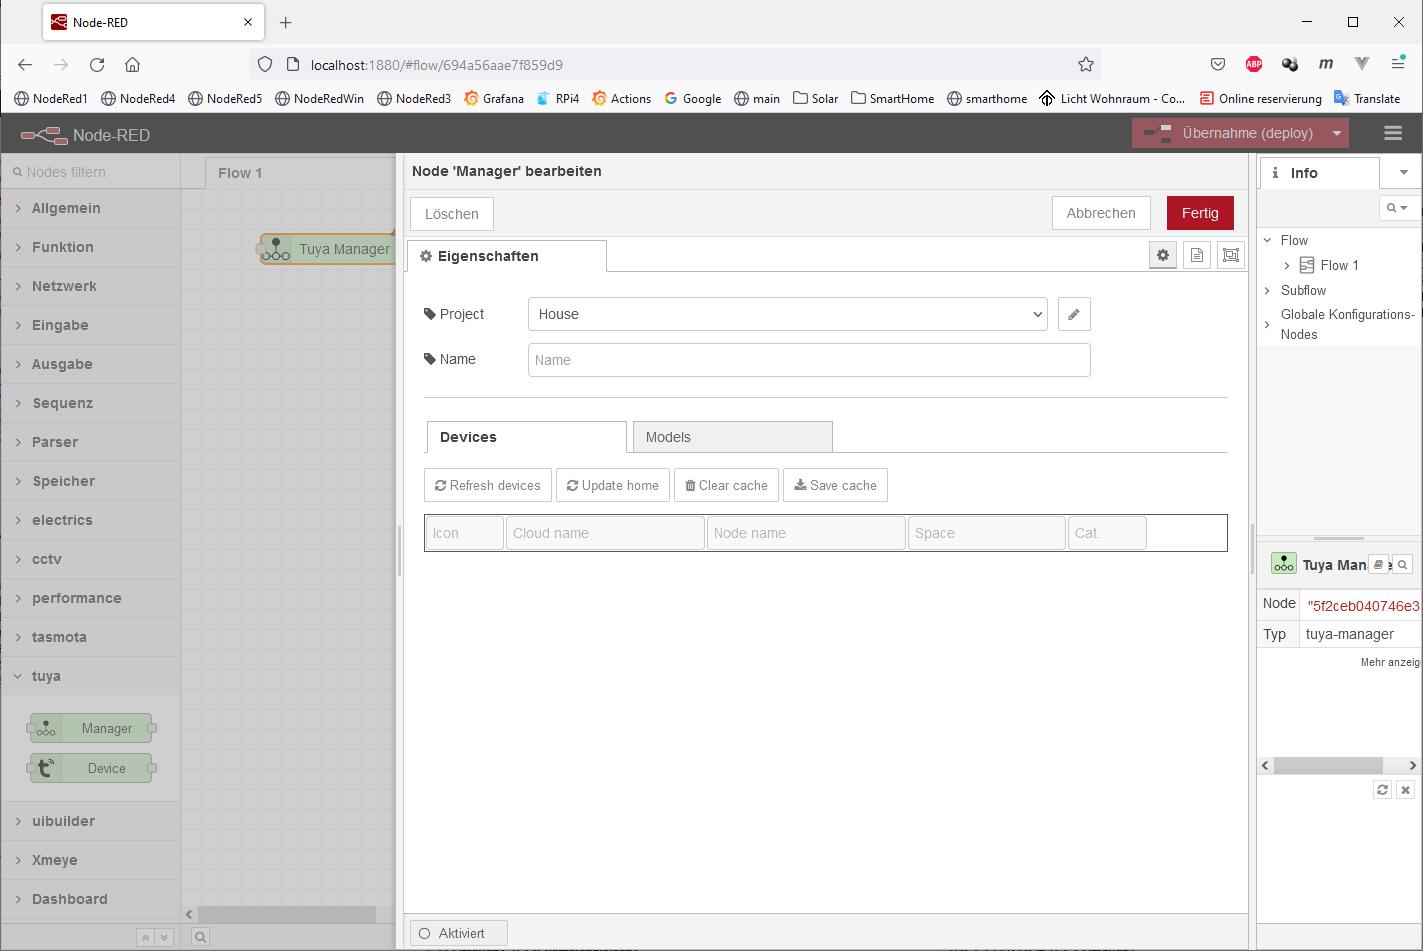 Node-RED
localhost:1880/#flow/694a56aae7f859d9
ABP
m
NodeRed1
NodeRed4
NodeRed5
NodeRedWin
NodeRed3
Grafana
RPi4
Actions
Google
main
Solar
SmartHome
smarthome
Licht Wohnraum - Co...
Online reservierung
Translate
Node-RED
Übernahme (deploy)
Nodes filtern
Allgemein
Funktion
Netzwerk
Eingabe
Ausgabe
Sequenz
Parser
Speicher
electrics
cctv
performance
tasmota
tuya
Manager
Device
uibuilder
Xmeye
Dashboard
Flow 1
Tuya Manager
Node 'Manager' bearbeiten
Löschen
Abbrechen
Fertig
Eigenschaften
Project
House
Name
Name
Devices
Models
Refresh devices
Update home
Clear cache
Save cache
Icon
Cloud name
Node name
Space
Cat.
Aktiviert
i Info
Flow
Flow 1
Subflow
Globale Konfigurations-
Nodes
Tuya Man
Node
"5f2ceb040746e3
Typ
tuya-manager
Mehr anzeig